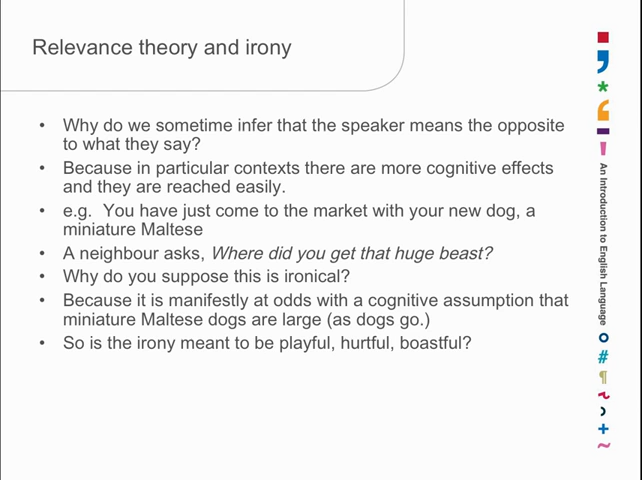 Relevance theory and irony
• Why do we sometime infer that the speaker means the opposite
to what they say?
• Because in particular contexts there are more cognitive effects
and they are reached easily.
• e.g. You have just come to the market with your new dog, a
miniature Maltese
• A neighbour asks, Where did you get that huge beast?
• Why do you suppose this is ironical?
• Because it is manifestly at odds with a cognitive assumption that
miniature Maltese dogs are large (as dogs go.)
• So is the irony meant to be playful, hurtful, boastful?
An Introduction to English Language